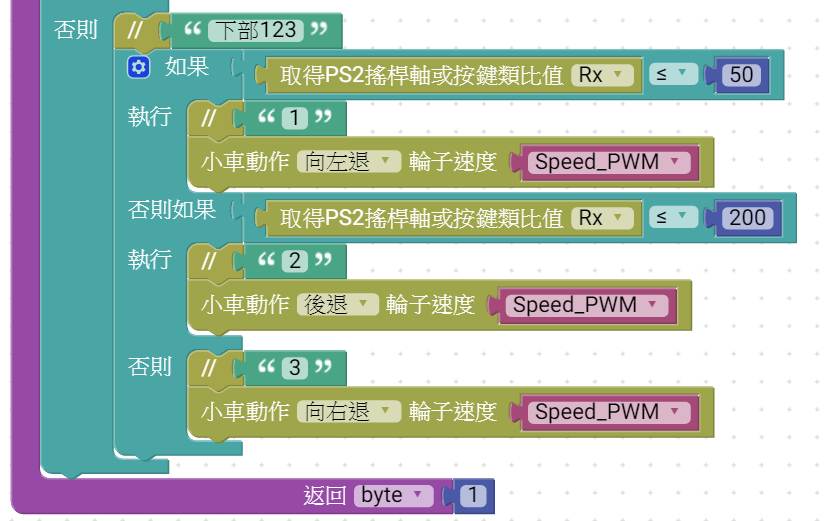 否則 // “ 下部123 ”
如果 取得PS2搖桿軸或按鍵類比值 Rx ≤ 50
執行 // “ 1 ”
小車動作 向左退 輪子速度 Speed_PWM
否則如果 取得PS2搖桿軸或按鍵類比值 Rx ≤ 200
執行 // “ 2 ”
小車動作 後退 輪子速度 Speed_PWM
否則 // “ 3 ”
小車動作 向右退 輪子速度 Speed_PWM
返回 byte 1